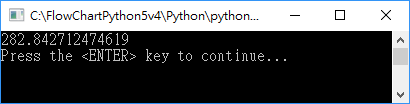 C:\FlowChartPython5v4\Python\python...
282.842712474619
Press the <ENTER> key to continue...